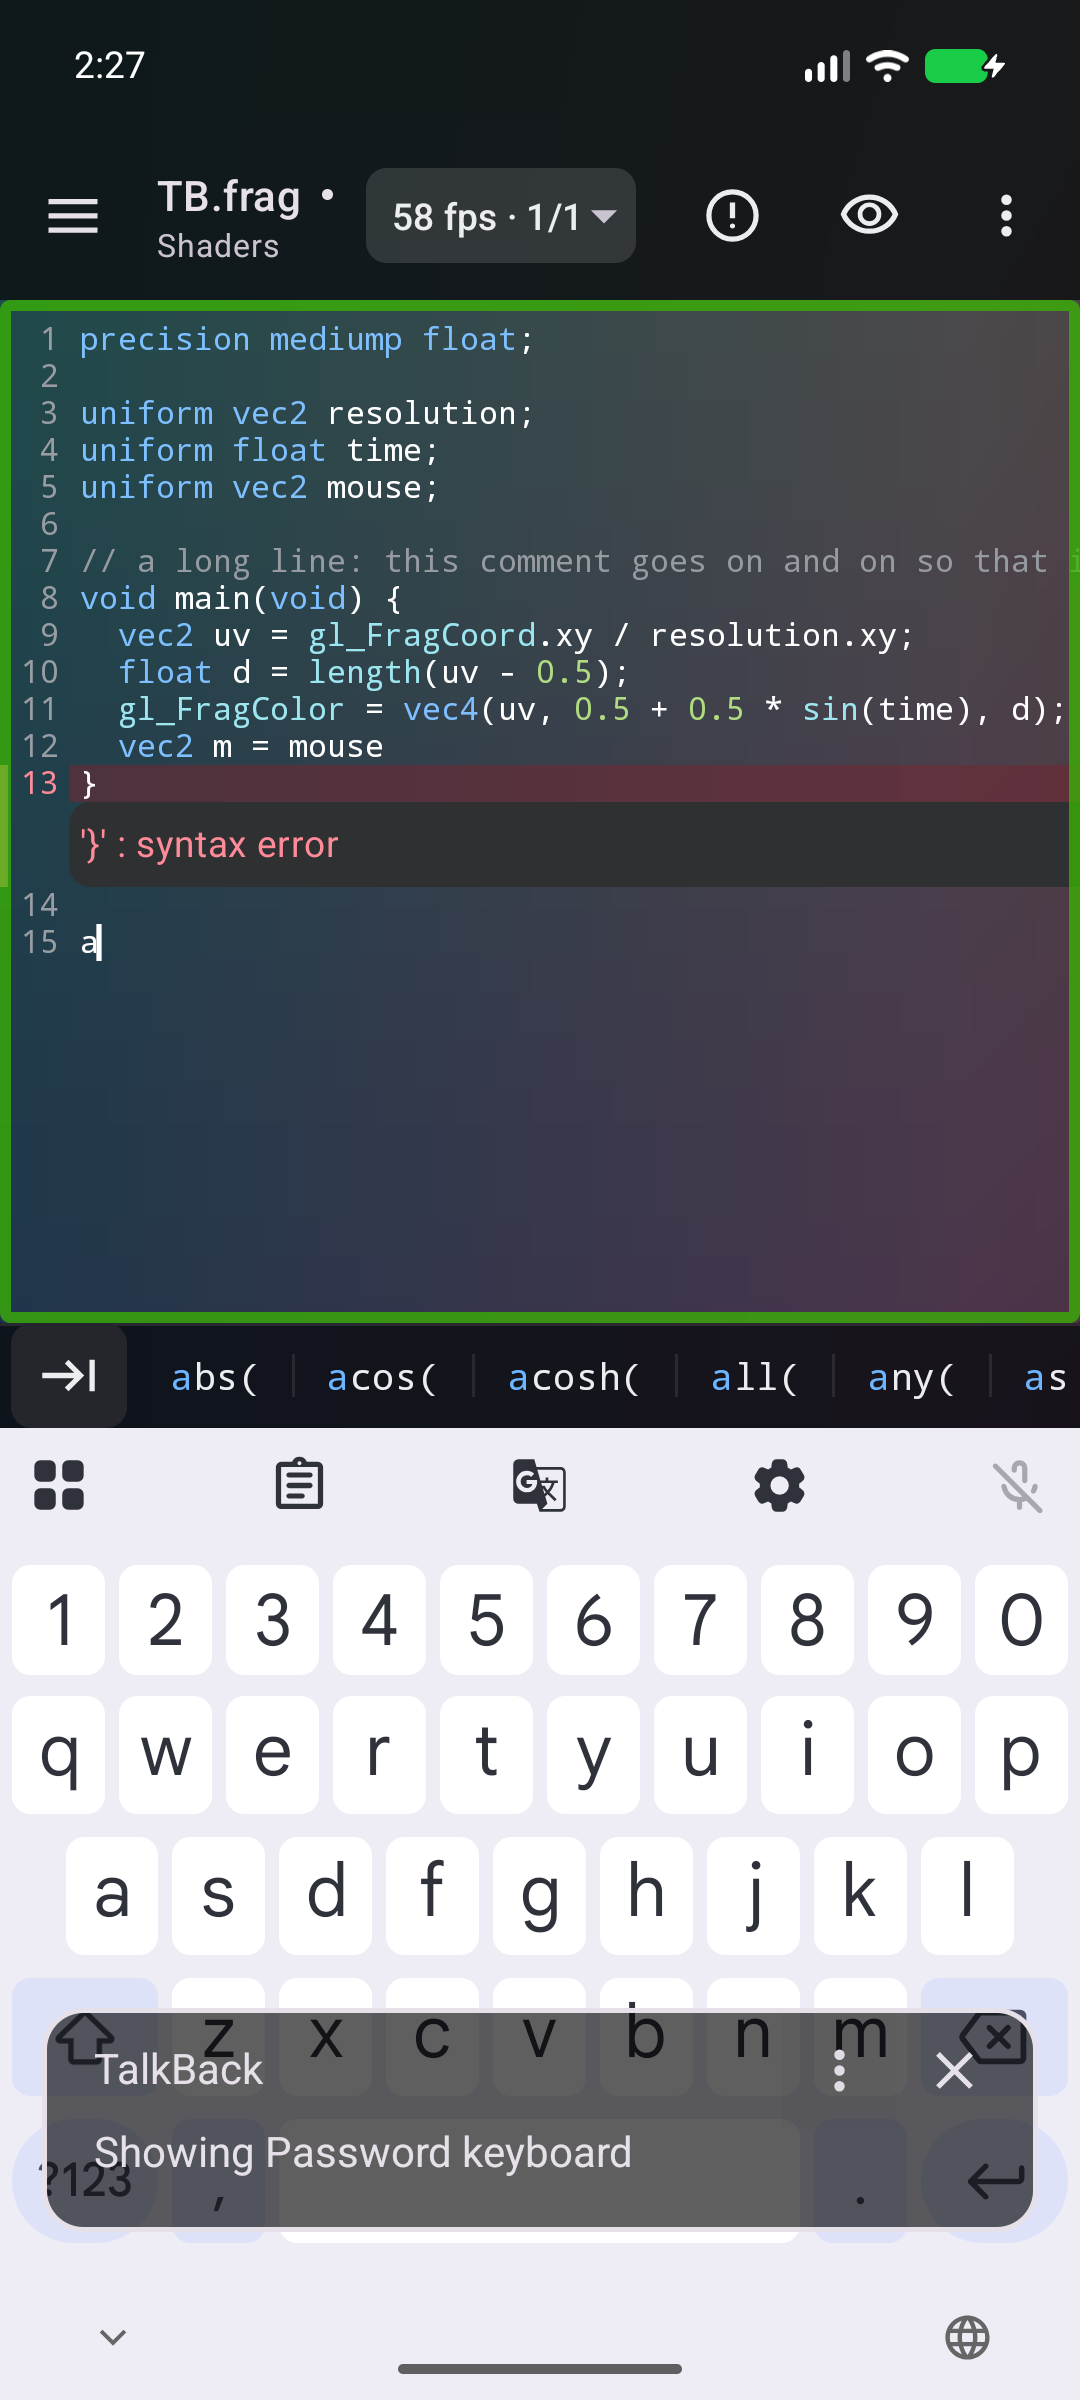 2:27
TB.frag •
Shaders
58 fps · 1/1
1 precision mediump float;
2
3 uniform vec2 resolution;
4 uniform float time;
5 uniform vec2 mouse;
6
7 // a long line: this comment goes on and on so that i
8 void main(void) {
9 vec2 uv = gl_FragCoord.xy / resolution.xy;
10 float d = length(uv - 0.5);
11 gl_FragColor = vec4(uv, 0.5 + 0.5 * sin(time), d);
12 vec2 m = mouse
13 }
'}' : syntax error
14
15 a
abs( acos( acosh( all( any( as
1 2 3 4 5 6 7 8 9 0
q w e r t y u i o p
a s d f g h j k l
z x c v b n m
TalkBack
Showing Password keyboard
?123 , .